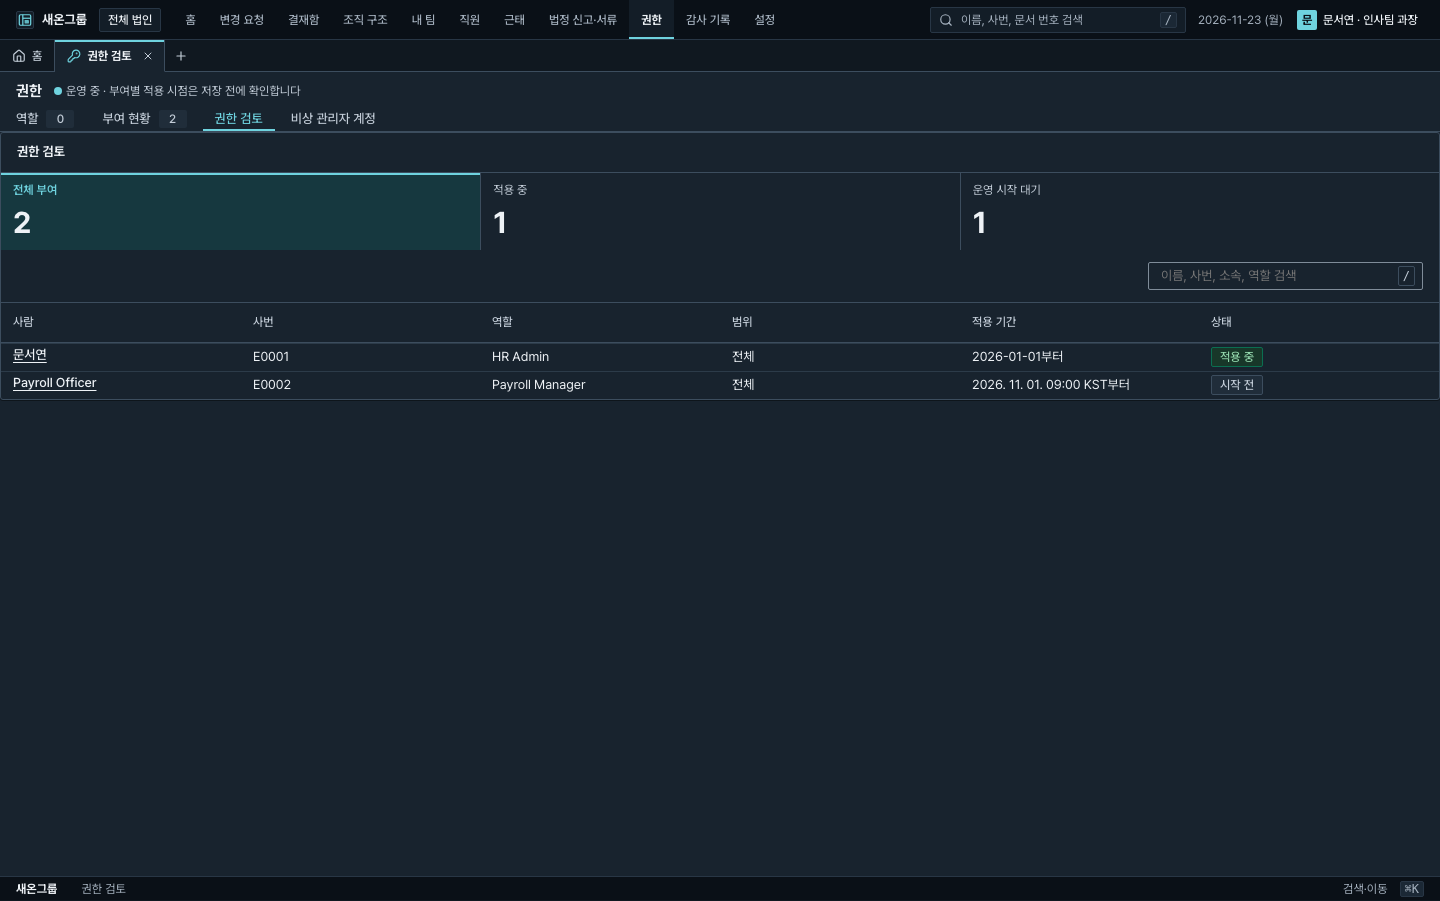 새온그룹 전체 법인 홈 변경 요청 결재함 조직 구조 내 팀 직원 근태 법정 신고·서류 권한 감사 기록 설정 이름, 사번, 문서 번호 검색 / 2026-11-23 (월) 문 문서연 · 인사팀 과장
홈 권한 검토
권한 운영 중 · 부여별 적용 시점은 저장 전에 확인합니다
역할 0 부여 현황 2 권한 검토 비상 관리자 계정
권한 검토
전체 부여 적용 중 운영 시작 대기
2 1 1
이름, 사번, 소속, 역할 검색 /
사람 사번 역할 범위 적용 기간 상태
문서연 E0001 HR Admin 전체 2026-01-01부터 적용 중
Payroll Officer E0002 Payroll Manager 전체 2026. 11. 01. 09:00 KST부터 시작 전
새온그룹 권한 검토 검색·이동 ⌘K